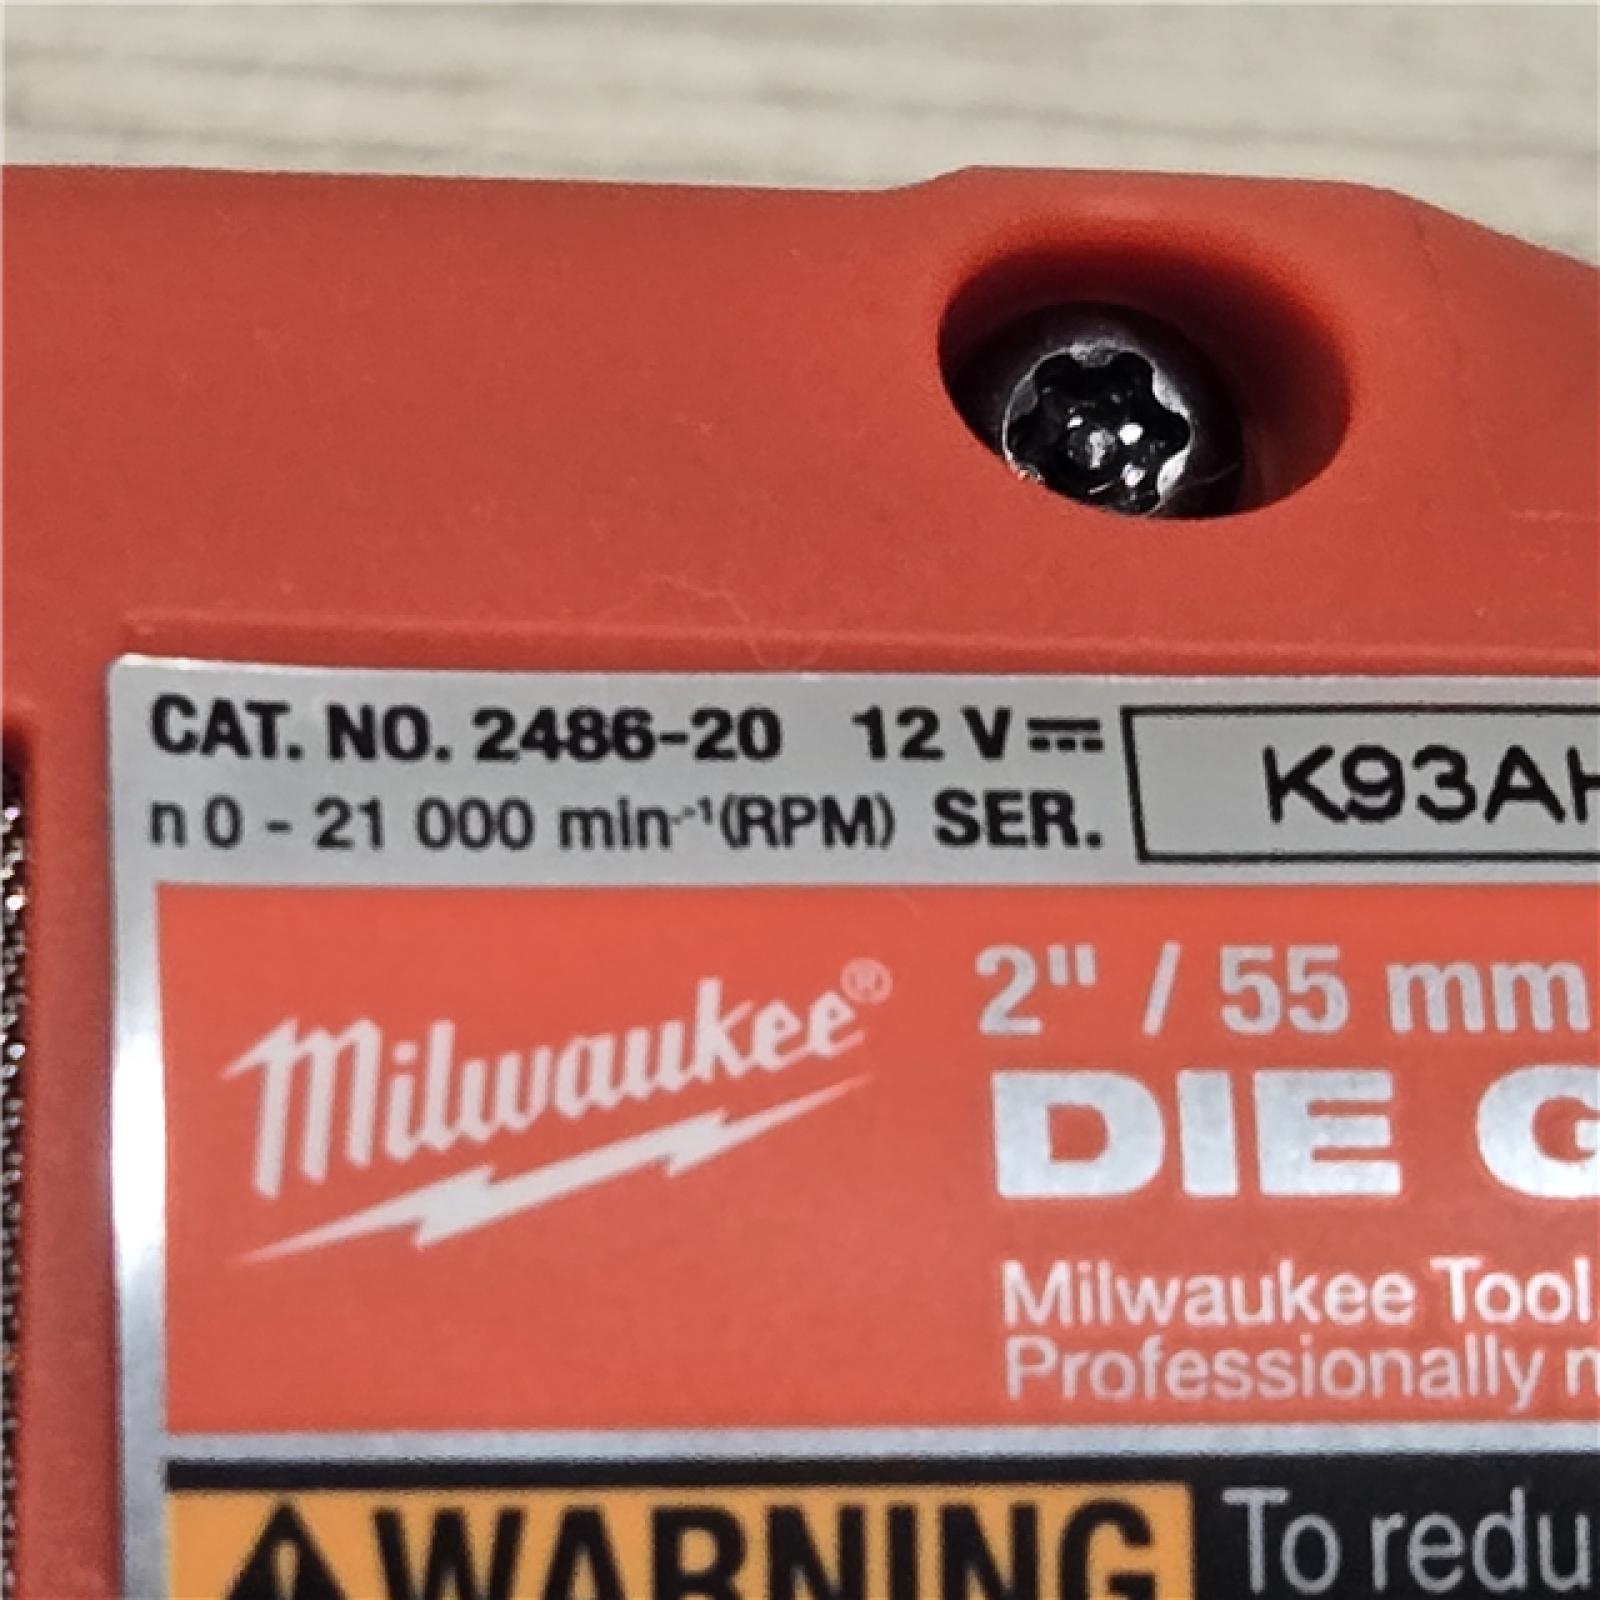 CAT. NO. 2486-20 12 V⎓ K93AH
n 0 - 21 000 min⁻¹ (RPM) SER.
Milwaukee®
2" / 55 mm
DIE G
Milwaukee Tool
Professionally
WARNING To redu